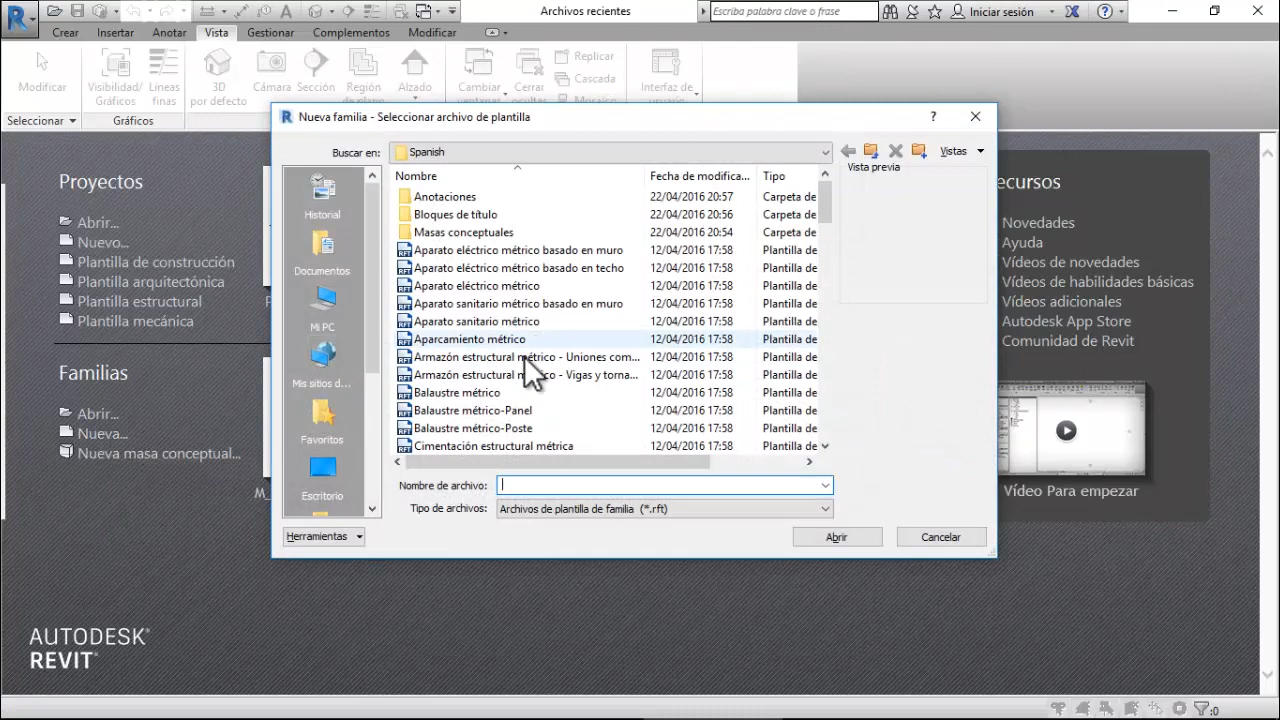 Archivos recientes
Escriba palabra clave o frase
Iniciar sesión
Crear
Insertar
Anotar
Vista
Gestionar
Complementos
Modificar
Modificar
Visibilidad/
Gráficos
Líneas
finas
3D
por defecto
Cámara
Sección
Región
Alzado
Cambiar
Cerrar
Replicar
Cascada
Interfaz de
Seleccionar
Gráficos
Nueva familia - Seleccionar archivo de plantilla
Buscar en:
Spanish
Vistas
Vista previa
Nombre
Fecha de modifica...
Tipo
Anotaciones 22/04/2016 20:57 Carpeta de
Bloques de título 22/04/2016 20:56 Carpeta de
Masas conceptuales 22/04/2016 20:54 Carpeta de
Aparato eléctrico métrico basado en muro 12/04/2016 17:58 Plantilla de
Aparato eléctrico métrico basado en techo 12/04/2016 17:58 Plantilla de
Aparato eléctrico métrico 12/04/2016 17:58 Plantilla de
Aparato sanitario métrico basado en muro 12/04/2016 17:58 Plantilla de
Aparato sanitario métrico 12/04/2016 17:58 Plantilla de
Aparcamiento métrico 12/04/2016 17:58 Plantilla de
Armazón estructural métrico - Uniones com... 12/04/2016 17:58 Plantilla de
Armazón estructural - Vigas y torna... 12/04/2016 17:58 Plantilla de
Balaustre métrico 12/04/2016 17:58 Plantilla de
Balaustre métrico-Panel 12/04/2016 17:58 Plantilla de
Balaustre métrico-Poste 12/04/2016 17:58 Plantilla de
Cimentación estructural métrica 12/04/2016 17:58 Plantilla de
Historial
Documentos
Mi PC
Mis sitios d...
Favoritos
Escritorio
Nombre de archivo:
Tipo de archivos:
Archivos de plantilla de familia (*.rft)
Herramientas
Abrir
Cancelar
Proyectos
Abrir...
Nuevo...
Plantilla de construcción
Plantilla arquitectónica
Plantilla estructural
Plantilla mecánica
Familias
Abrir...
Nueva...
Nueva masa conceptual...
M_
ecursos
Novedades
Ayuda
Vídeos de novedades
Vídeos de habilidades básicas
Vídeos adicionales
Autodesk App Store
Comunidad de Revit
Vídeo Para empezar
AUTODESK®
REVIT®
:0